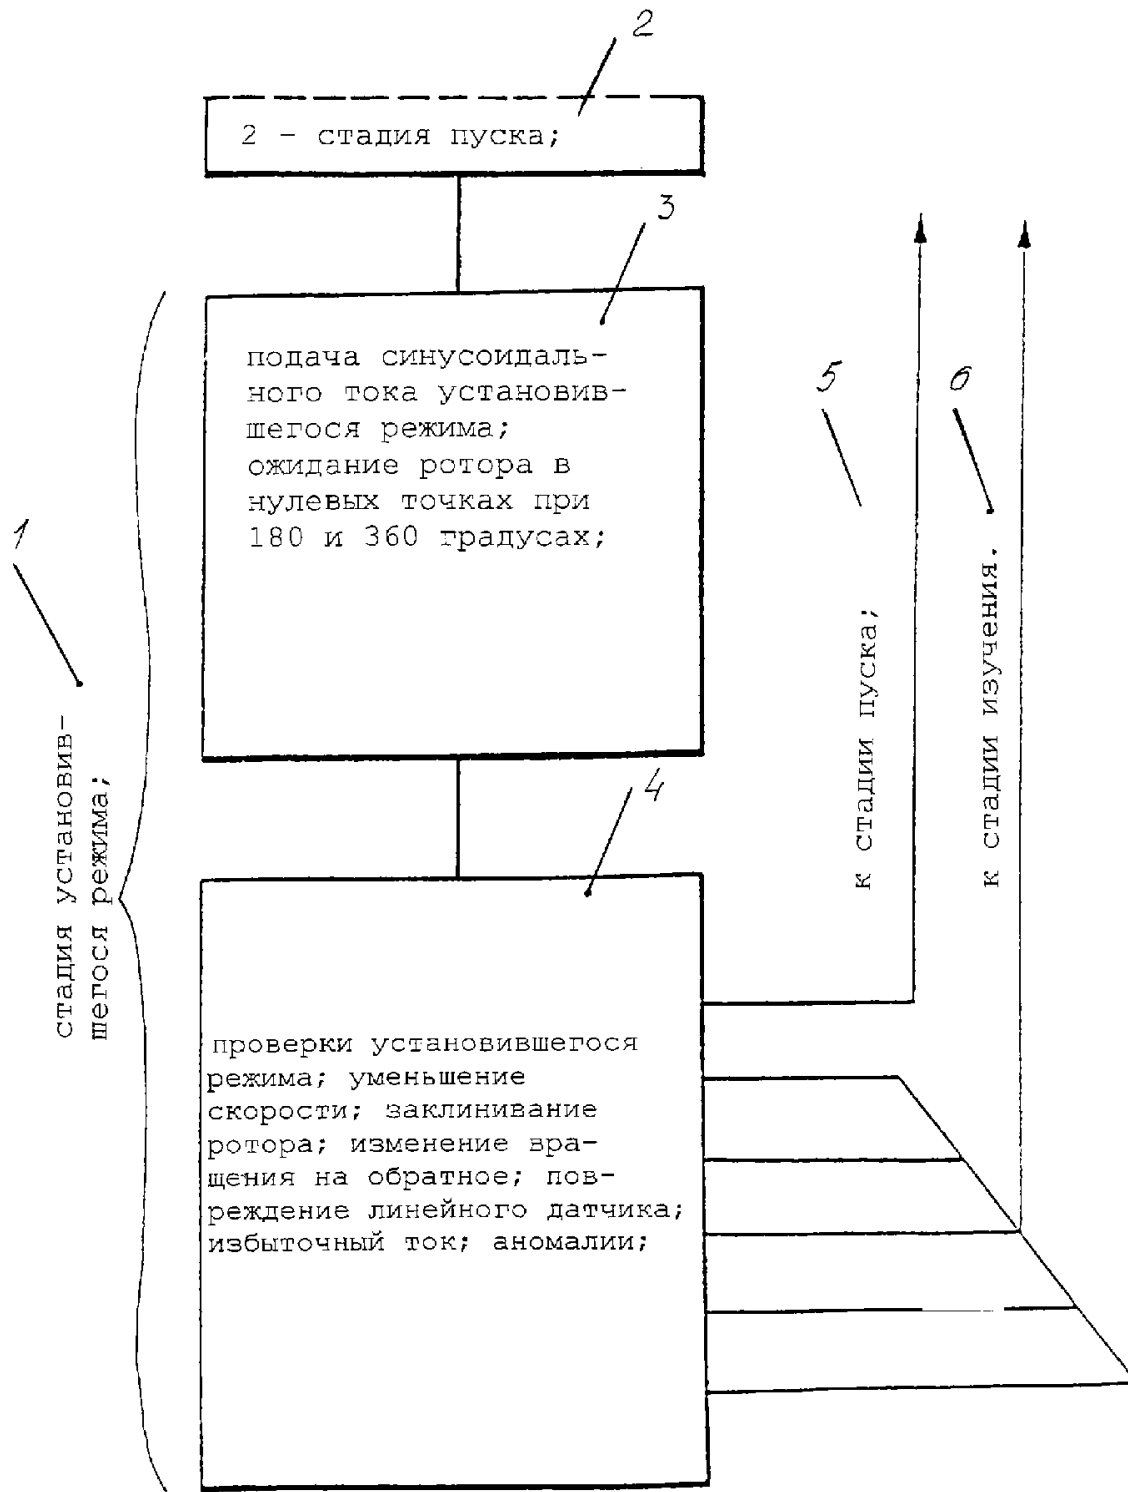 2
2 - стадия пуска;
3
подача синусоидаль-
ного тока установив-
шегося режима;
ожидание ротора в
нулевых точках при
180 и 360 градусах;
5
6
1
стадия установив-
шегося режима;
к стадии пуска;
к стадии изучения.
4
проверки установившегося
режима; уменьшение
скорости; заклинивание
ротора; изменение вра-
щения на обратное; пов-
реждение линейного датчика;
избыточный ток; аномалии;